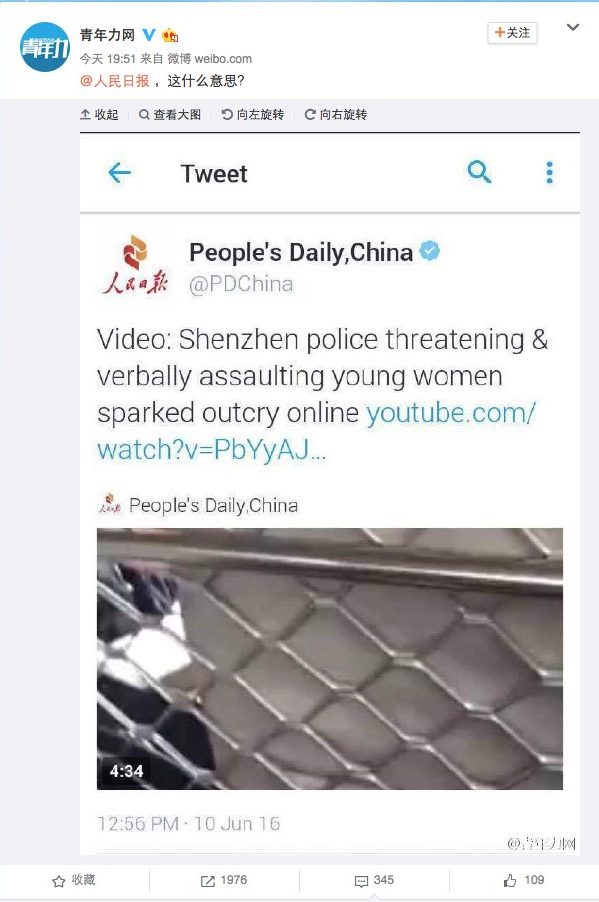 青年力
青年力网
+关注
今天 19:51 来自 微博 weibo.com
@人民日报 ，这什么意思?
收起 查看大图 向左旋转 向右旋转
Tweet
人民日报
People's Daily,China
@PDChina
Video: Shenzhen police threatening &
verbally assaulting young women
sparked outcry online youtube.com/
watch?v=PbYyAJ...
人民日报 People's Daily,China
4:34
12:56 PM · 10 Jun 16
@青年力网
收藏 1976 345 109